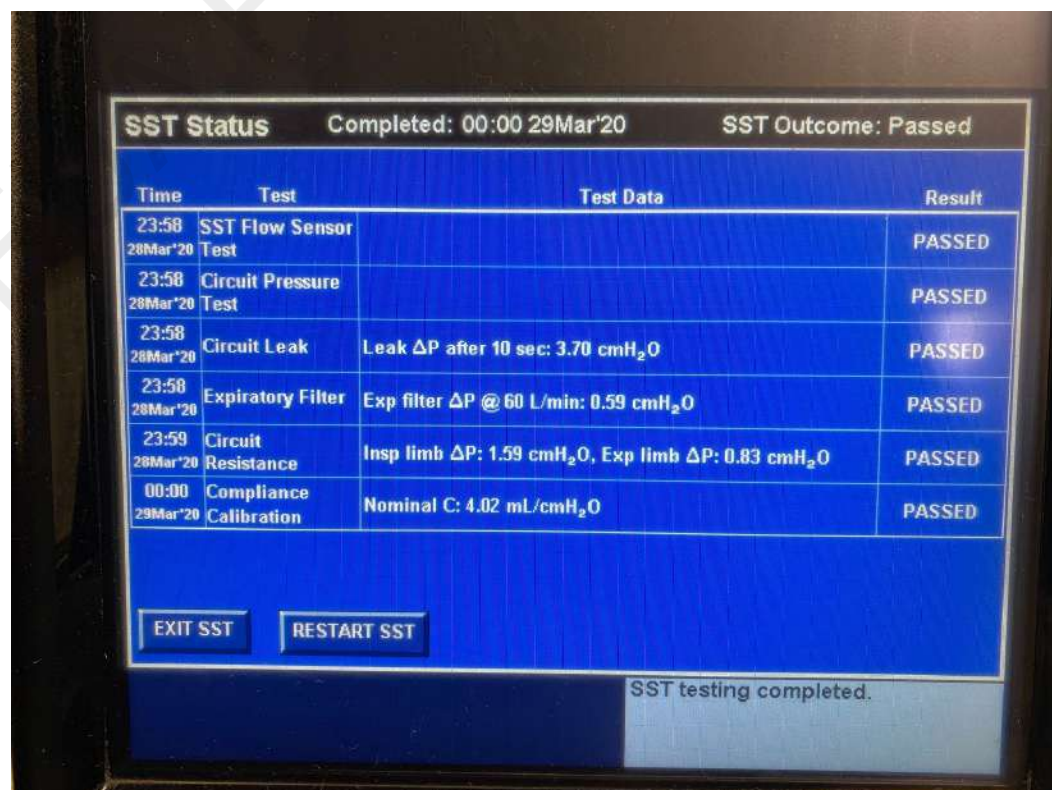 SST Status Completed: 00:00 29Mar'20 SST Outcome: Passed
Time Test Test Data Result
23:58 SST Flow Sensor
28Mar'20 Test PASSED
23:58 Circuit Pressure
28Mar'20 Test PASSED
23:58
28Mar'20 Circuit Leak Leak ΔP after 10 sec: 3.70 cmH₂O PASSED
23:58
28Mar'20 Expiratory Filter Exp filter ΔP @ 60 L/min: 0.59 cmH₂O PASSED
23:59 Circuit
28Mar'20 Resistance Insp limb ΔP: 1.59 cmH₂O, Exp limb ΔP: 0.83 cmH₂O PASSED
00:00 Compliance
29Mar'20 Calibration Nominal C: 4.02 mL/cmH₂O PASSED
EXIT SST RESTART SST
SST testing completed.